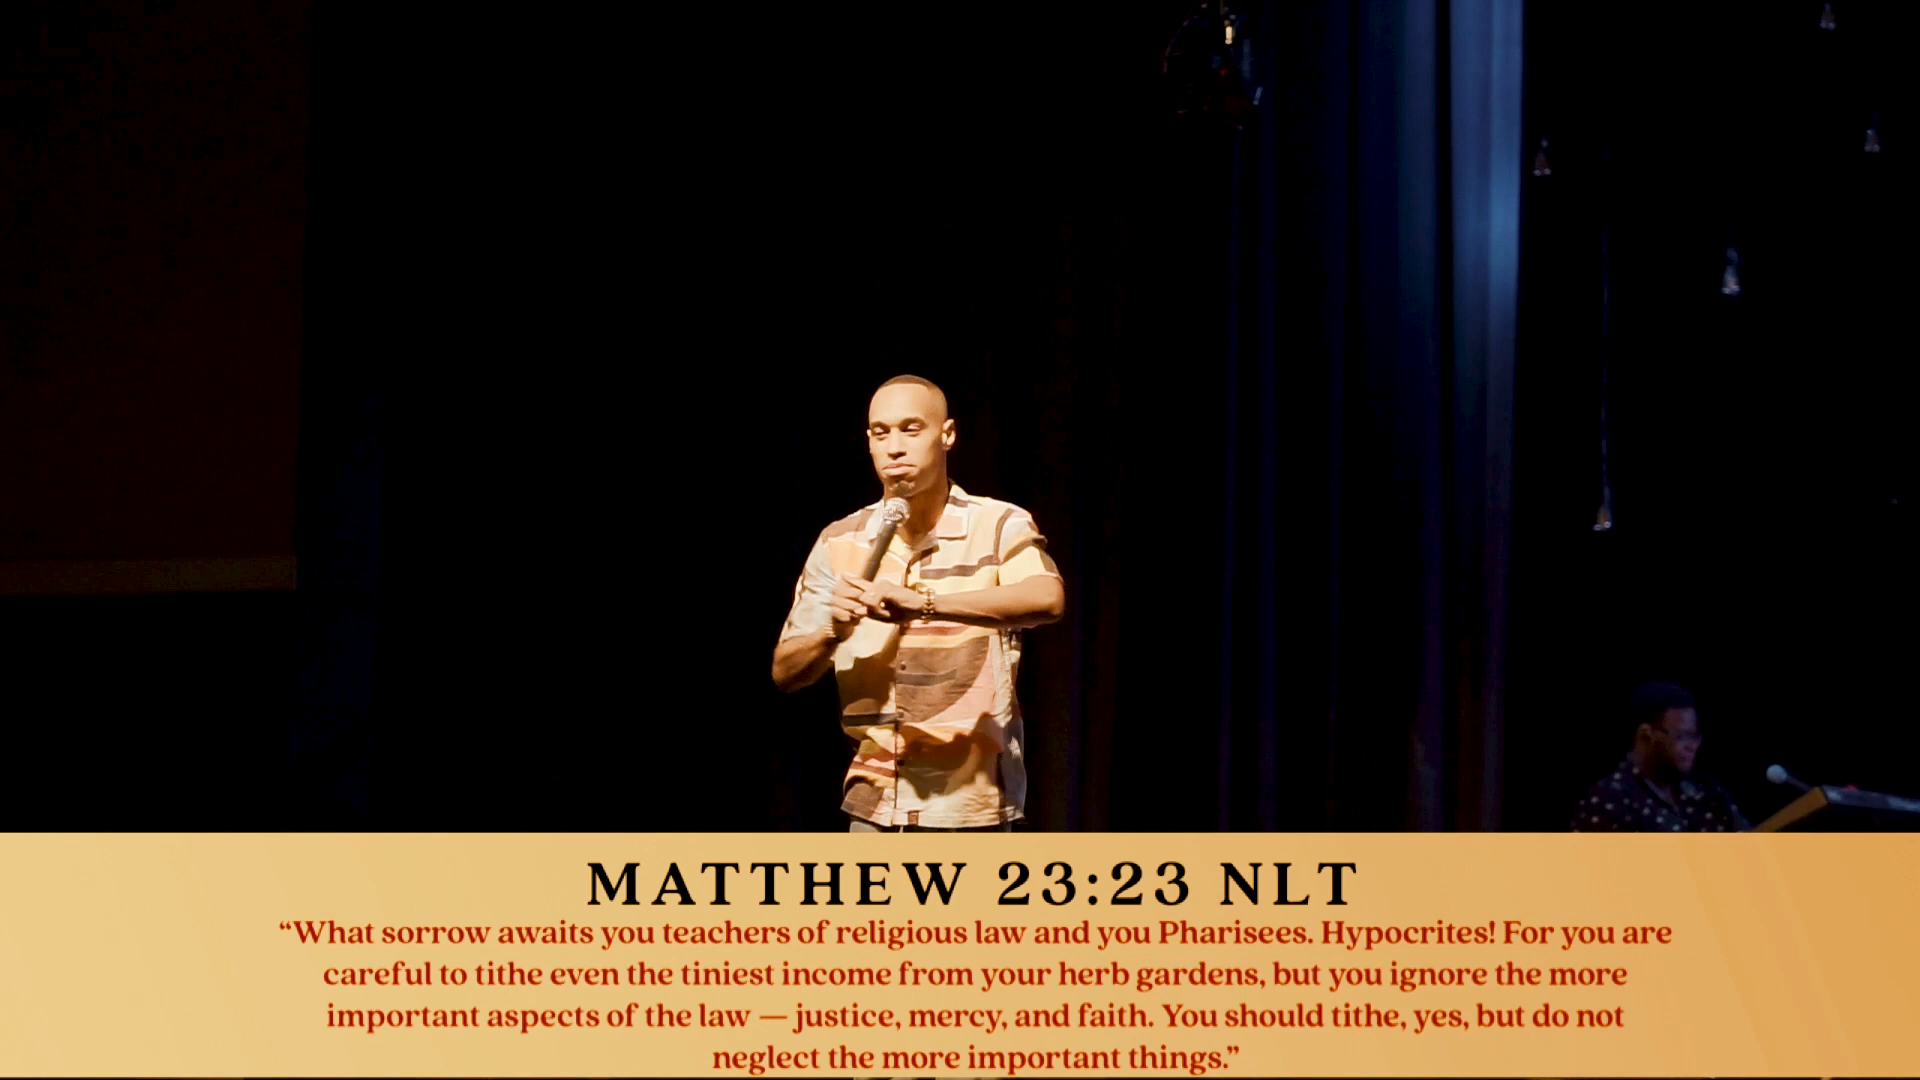 MATTHEW 23:23 NLT
“What sorrow awaits you teachers of religious law and you Pharisees. Hypocrites! For you are
careful to tithe even the tiniest income from your herb gardens, but you ignore the more
important aspects of the law — justice, mercy, and faith. You should tithe, yes, but do not
neglect the more important things.”